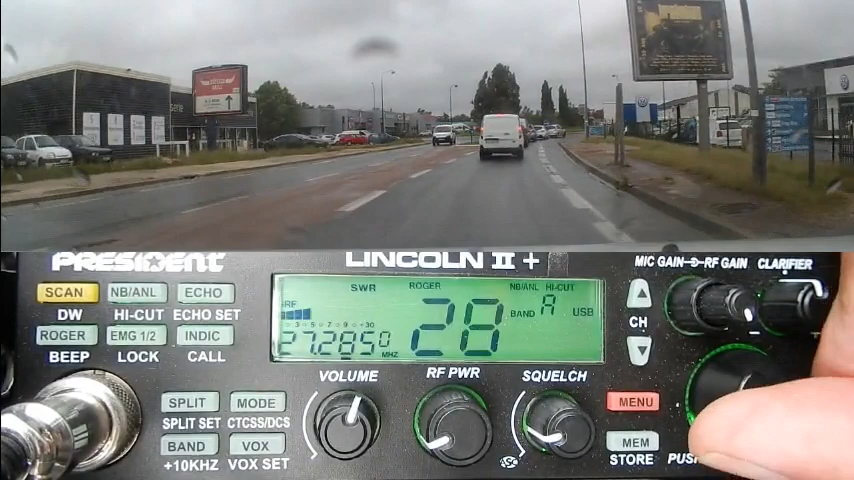 PRESIDENT
LINCOLN II +
MIC GAIN
RF GAIN
CLARIFIER
SCAN
NB/ANL
ECHO
DW
HI-CUT
ECHO SET
ROGER
EMG 1/2
INDIC
BEEP
LOCK
CALL
SWR
ROGER
NB/ANL HI-CUT
RF
BAND A
USB
28
27.2850 MHZ
CH
VOLUME
RF PWR
SQUELCH
SPLIT
MODE
SPLIT SET
CTCSS/DCS
BAND
VOX
+10KHZ
VOX SET
ASC
MENU
MEM
STORE
PUSH